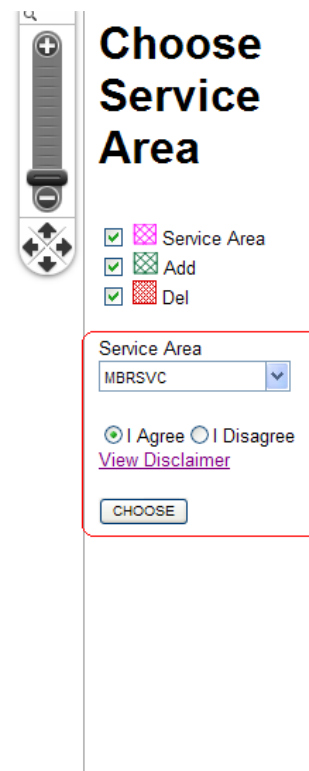 Choose
Service
Area
Service Area
Add
Del
Service Area
MBRSVC
I Agree I Disagree
View Disclaimer
CHOOSE